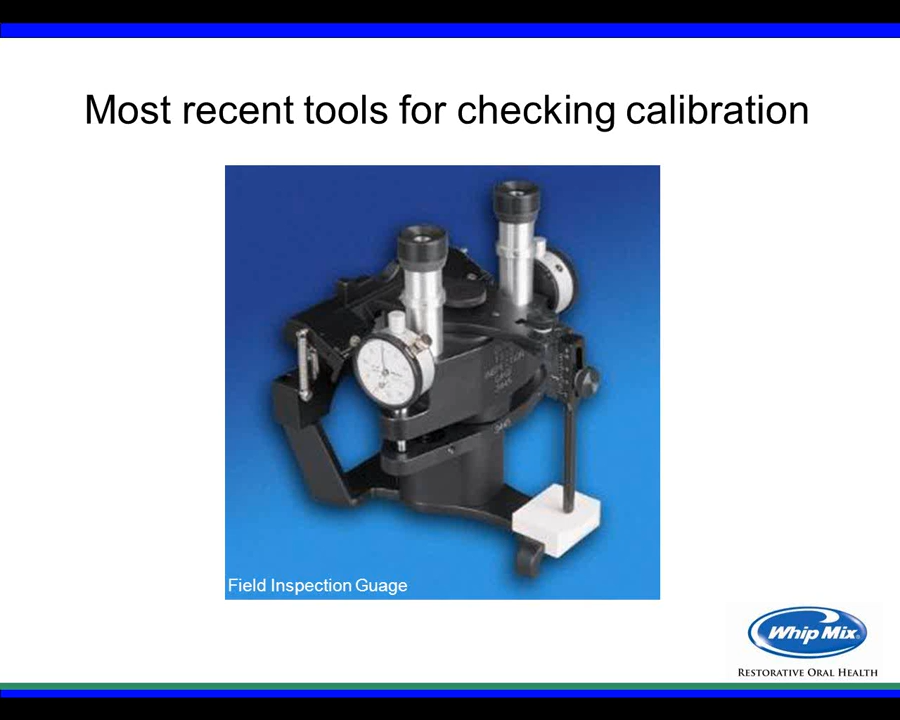 Most recent tools for checking calibration
Field Inspection Guage
Whip Mix®
RESTORATIVE ORAL HEALTH